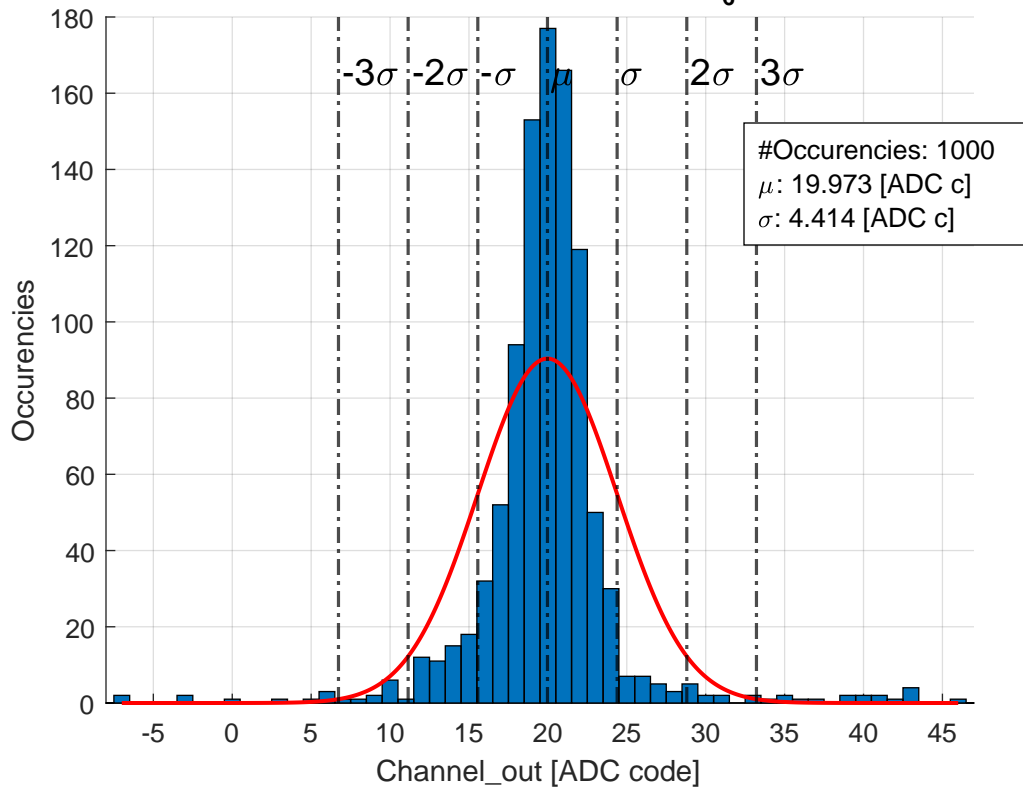 180
160
140
120
100
80
60
40
20
0
Occurencies
-3σ -2σ -σ μ σ 2σ 3σ
#Occurencies: 1000
μ: 19.973 [ADC c]
σ: 4.414 [ADC c]
-5 0 5 10 15 20 25 30 35 40 45
Channel_out [ADC code]